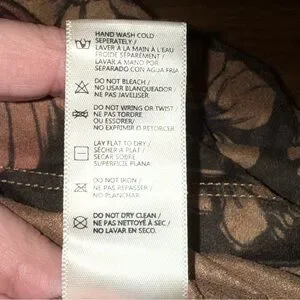 HAND WASH COLD
SEPERATELY /
LAVER À LA MAIN À L'EAU
FROIDE SÉPAREMENT /
LAVAR A MANO POR
SEPARADO CON AGUA FRIA
DO NOT BLEACH /
NO USAR BLANQUEADOR
NE PAS JAVELISER
DO NOT WRING OR TWIST
NE PAS TORDRE
OU ESSORER/
NO EXPRIMIR O RETORCER
LAY FLAT TO DRY /
SÉCHER A PLAT /
SECAR SOBRE
SUPERFICIE PLANA
DO NOT IRON /
NE PAS REPASSER /
NO PLANCHAR
DO NOT DRY CLEAN /
NE PAS NETTOYÉ À SEC /
NO LAVAR EN SECO.